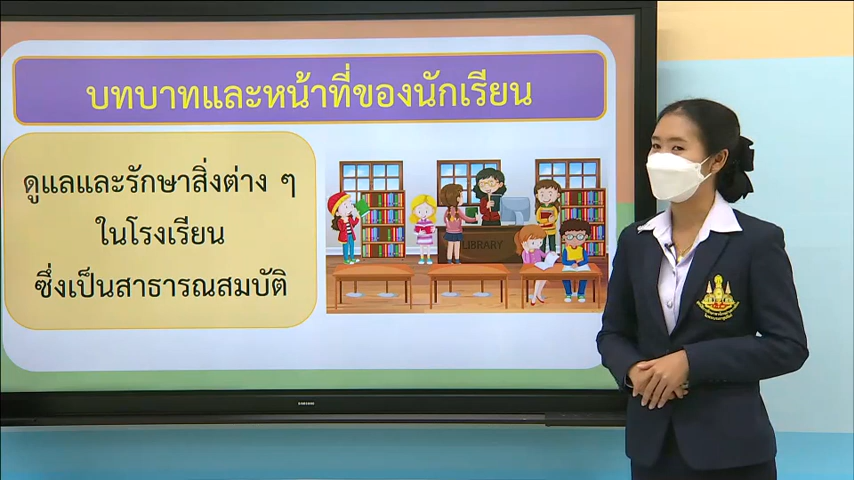 บทบาทและหน้าที่ของนักเรียน
ดูแลและรักษาสิ่งต่าง ๆ
ในโรงเรียน
ซึ่งเป็นสาธารณสมบัติ
LIBRARY
SAMSUNG